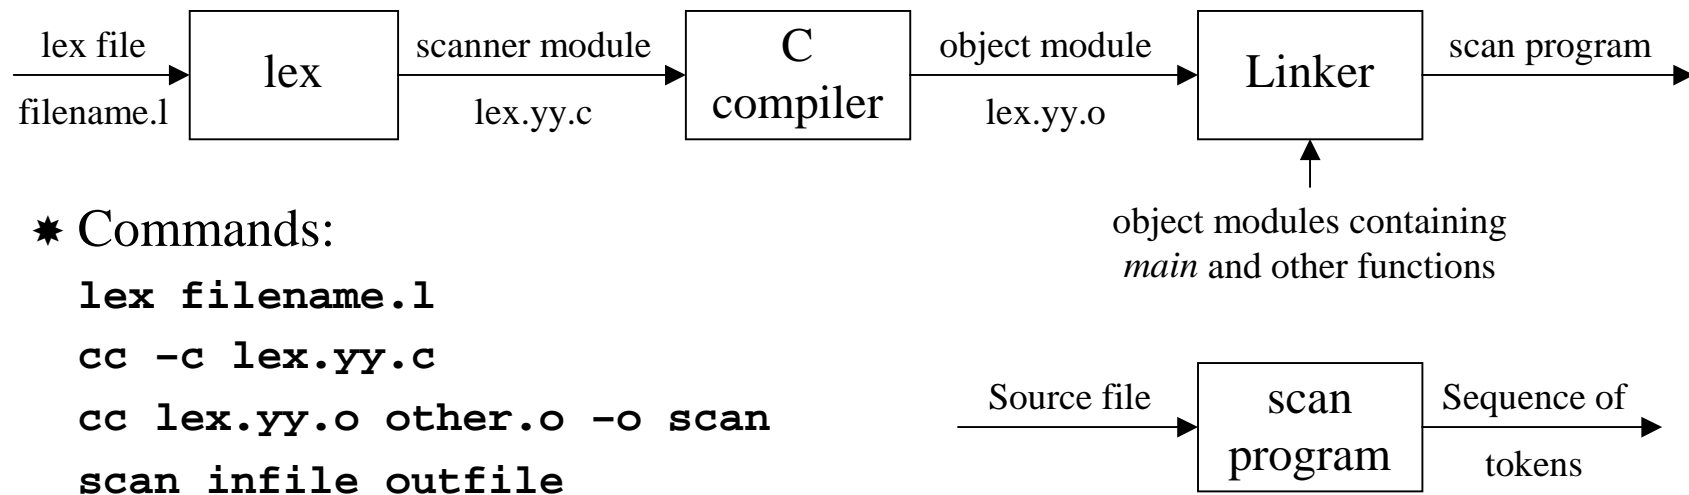 lex file
filename.l
lex
scanner module
lex.yy.c
C
compiler
object module
lex.yy.o
Linker
scan program
object modules containing
main and other functions
✸ Commands:
lex filename.l
cc –c lex.yy.c
cc lex.yy.o other.o –o scan
scan infile outfile
Source file
scan
program
Sequence of
tokens